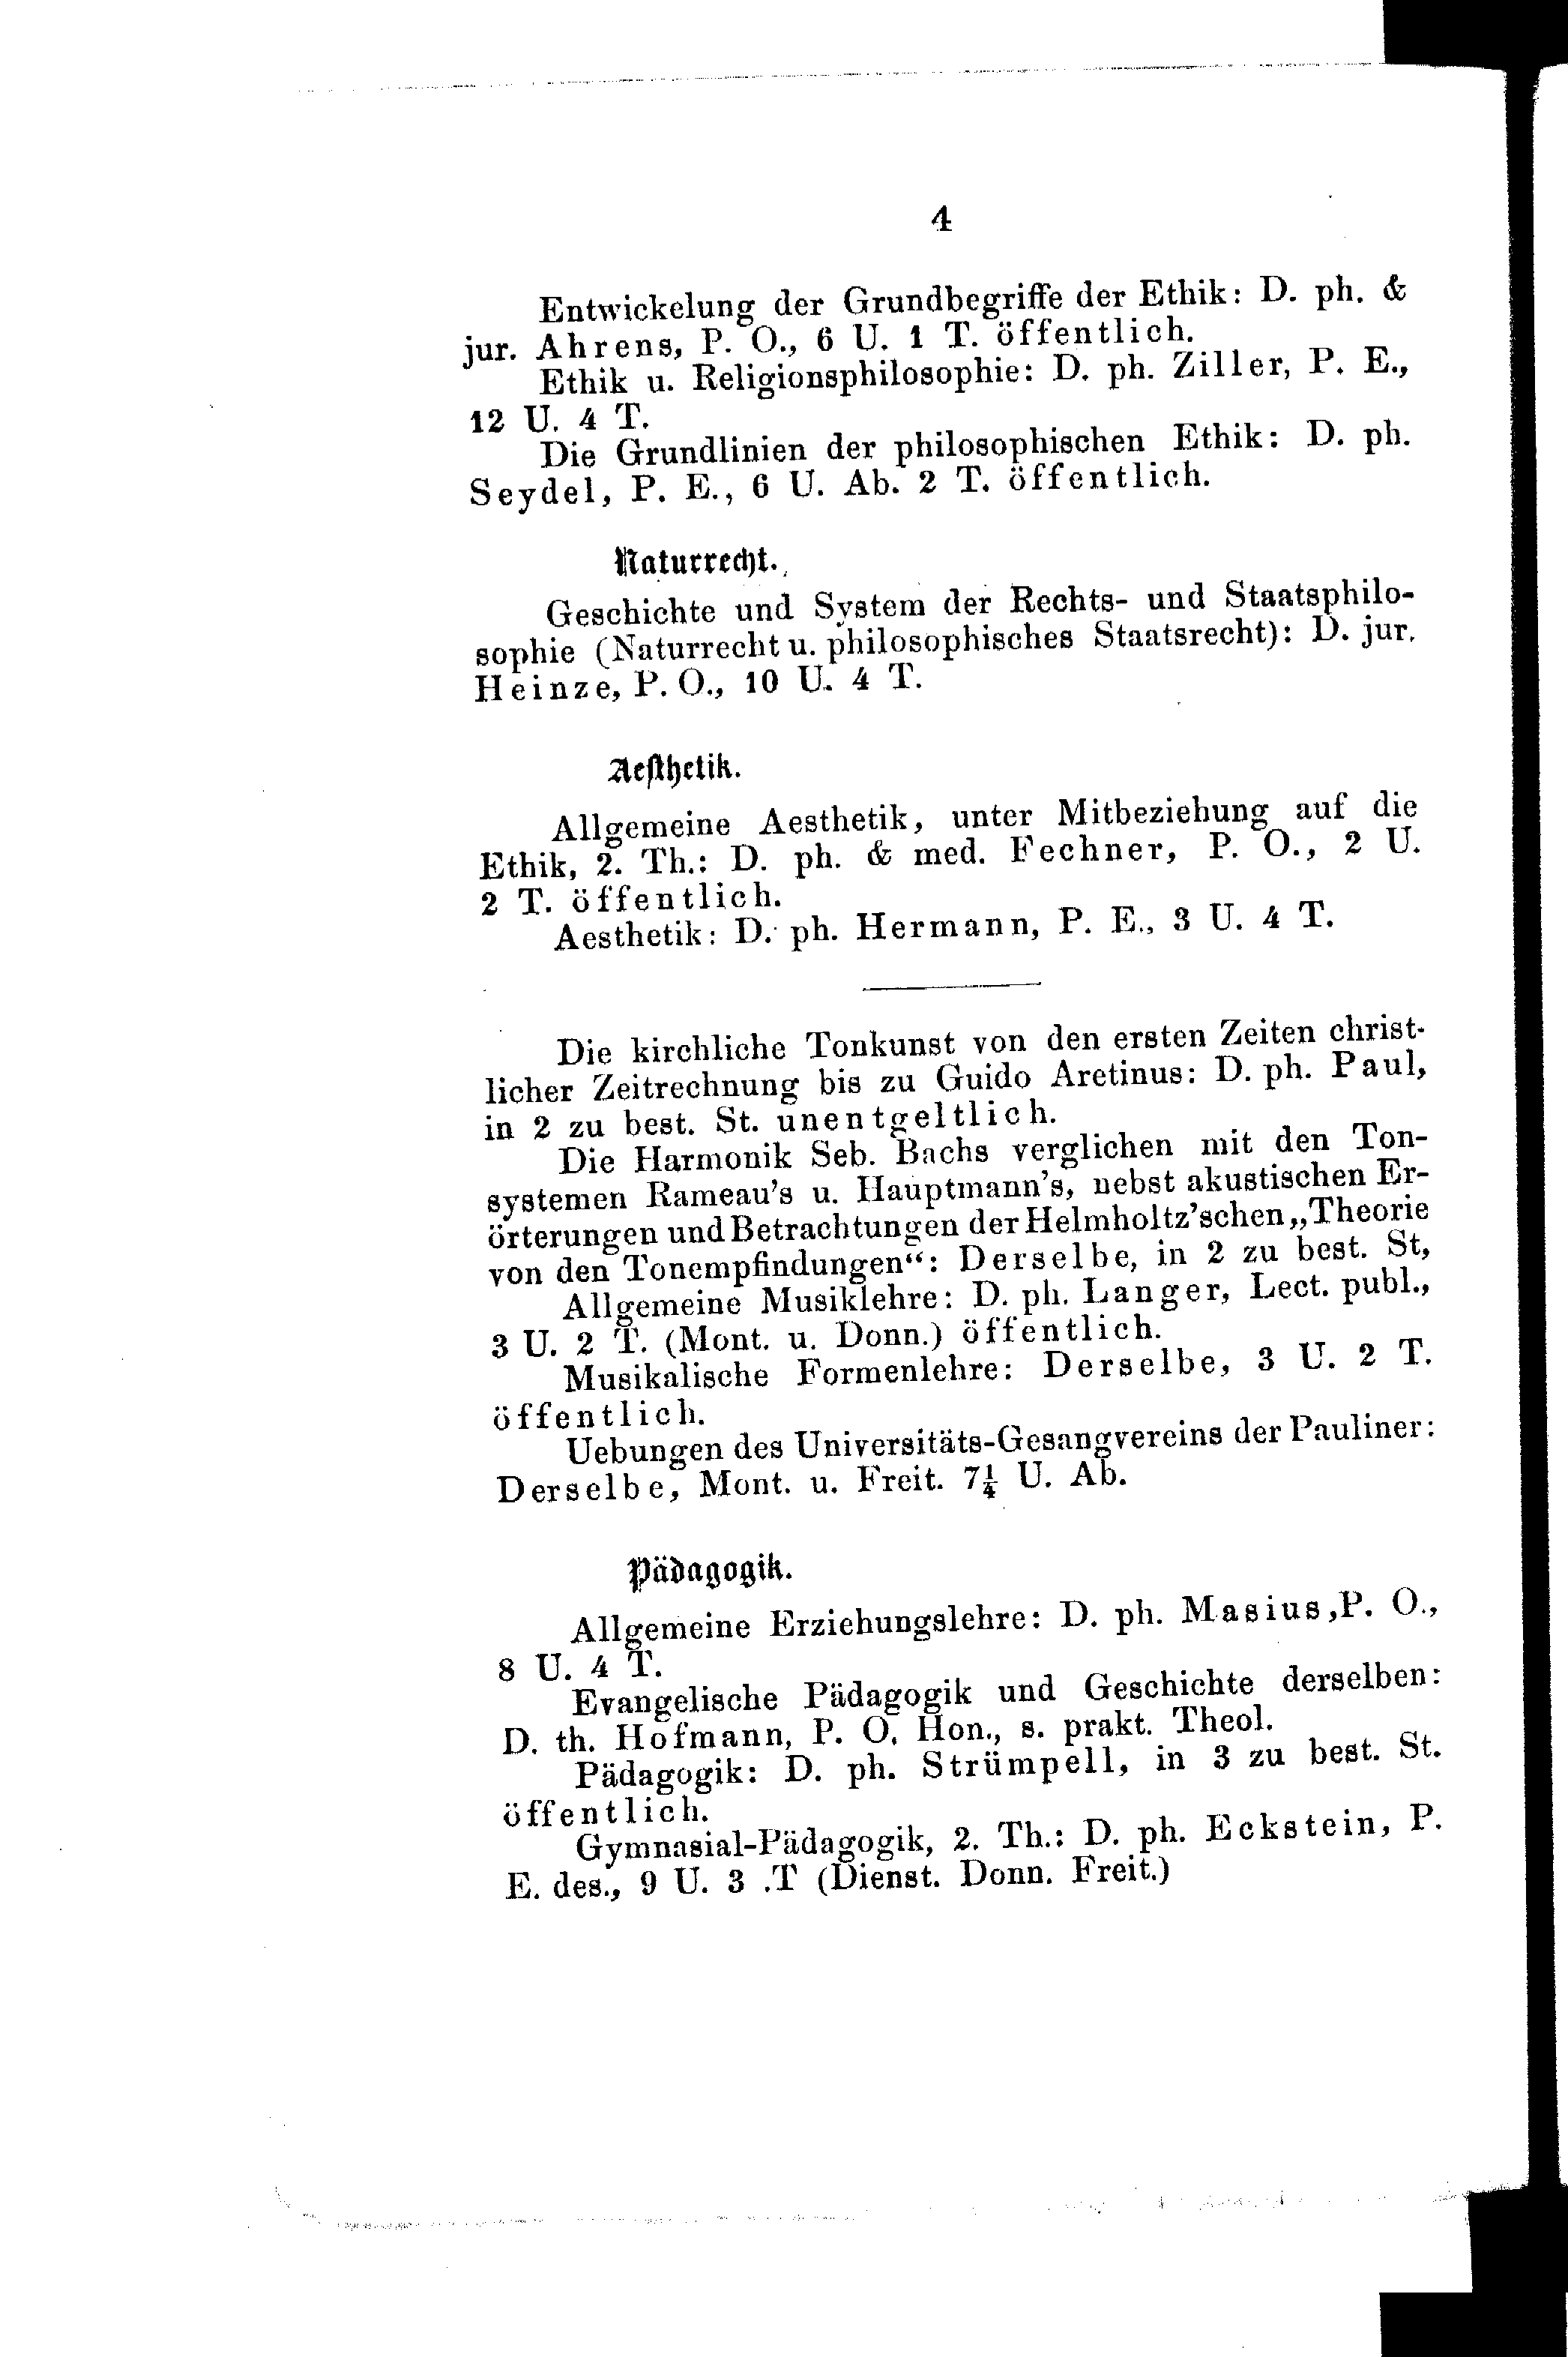 4
Entwickelung der Grundbegriffe der Ethik: D. ph. &
jur. Ahrens, P. O., 6 U. 1 T. öffentlich.
Ethik u. Religionsphilosophie: D. ph. Ziller, P. E.,
12 U. 4 T.
Die Grundlinien der philosophischen Ethik: D. ph.
Seydel, P. E., 6 U. Ab. 2 T. öffentlich.
Naturrecht.
Geschichte und System der Rechts- und Staatsphilo-
sophie (Naturrecht u. philosophisches Staatsrecht): D. jur.
Heinze, P. O., 10 U. 4 T.
Aesthetik.
Allgemeine Aesthetik, unter Mitbeziehung auf die
Ethik, 2. Th.: D. ph. & med. Fechner, P. O., 2 U.
2 T. öffentlich.
Aesthetik: D. ph. Hermann, P. E., 3 U. 4 T.
Die kirchliche Tonkunst von den ersten Zeiten christ-
licher Zeitrechnung bis zu Guido Aretinus: D. ph. Paul,
in 2 zu best. St. unentgeltlich.
Die Harmonik Seb. Bachs verglichen mit den Ton-
systemen Rameau's u. Hauptmann's, nebst akustischen Er-
örterungen und Betrachtungen der Helmholtz'schen „Theorie
von den Tonempfindungen“: Derselbe, in 2 zu best. St,
Allgemeine Musiklehre: D. ph. Langer, Lect. publ.,
3 U. 2 T. (Mont. u. Donn.) öffentlich.
Musikalische Formenlehre: Derselbe, 3 U. 2 T.
öffentlich.
Uebungen des Universitäts-Gesangvereins der Pauliner:
Derselbe, Mont. u. Freit. 7¼ U. Ab.
Pädagogik.
Allgemeine Erziehungslehre: D. ph. Masius,P. O.,
8 U. 4 T.
Evangelische Pädagogik und Geschichte derselben:
D. th. Hofmann, P. O. Hon., s. prakt. Theol.
Pädagogik: D. ph. Strümpell, in 3 zu best. St.
öffentlich.
Gymnasial-Pädagogik, 2. Th.: D. ph. Eckstein, P.
E. des., 9 U. 3 .T (Dienst. Donn. Freit.)